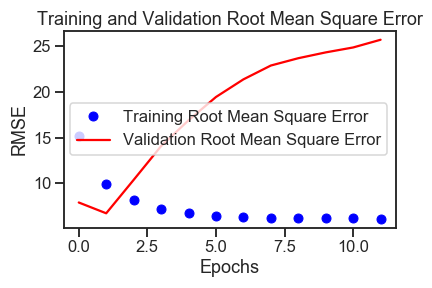 Training and Validation Root Mean Square Error
25
20
15
10
RMSE
Training Root Mean Square Error
Validation Root Mean Square Error
0.0 2.5 5.0 7.5 10.0
Epochs